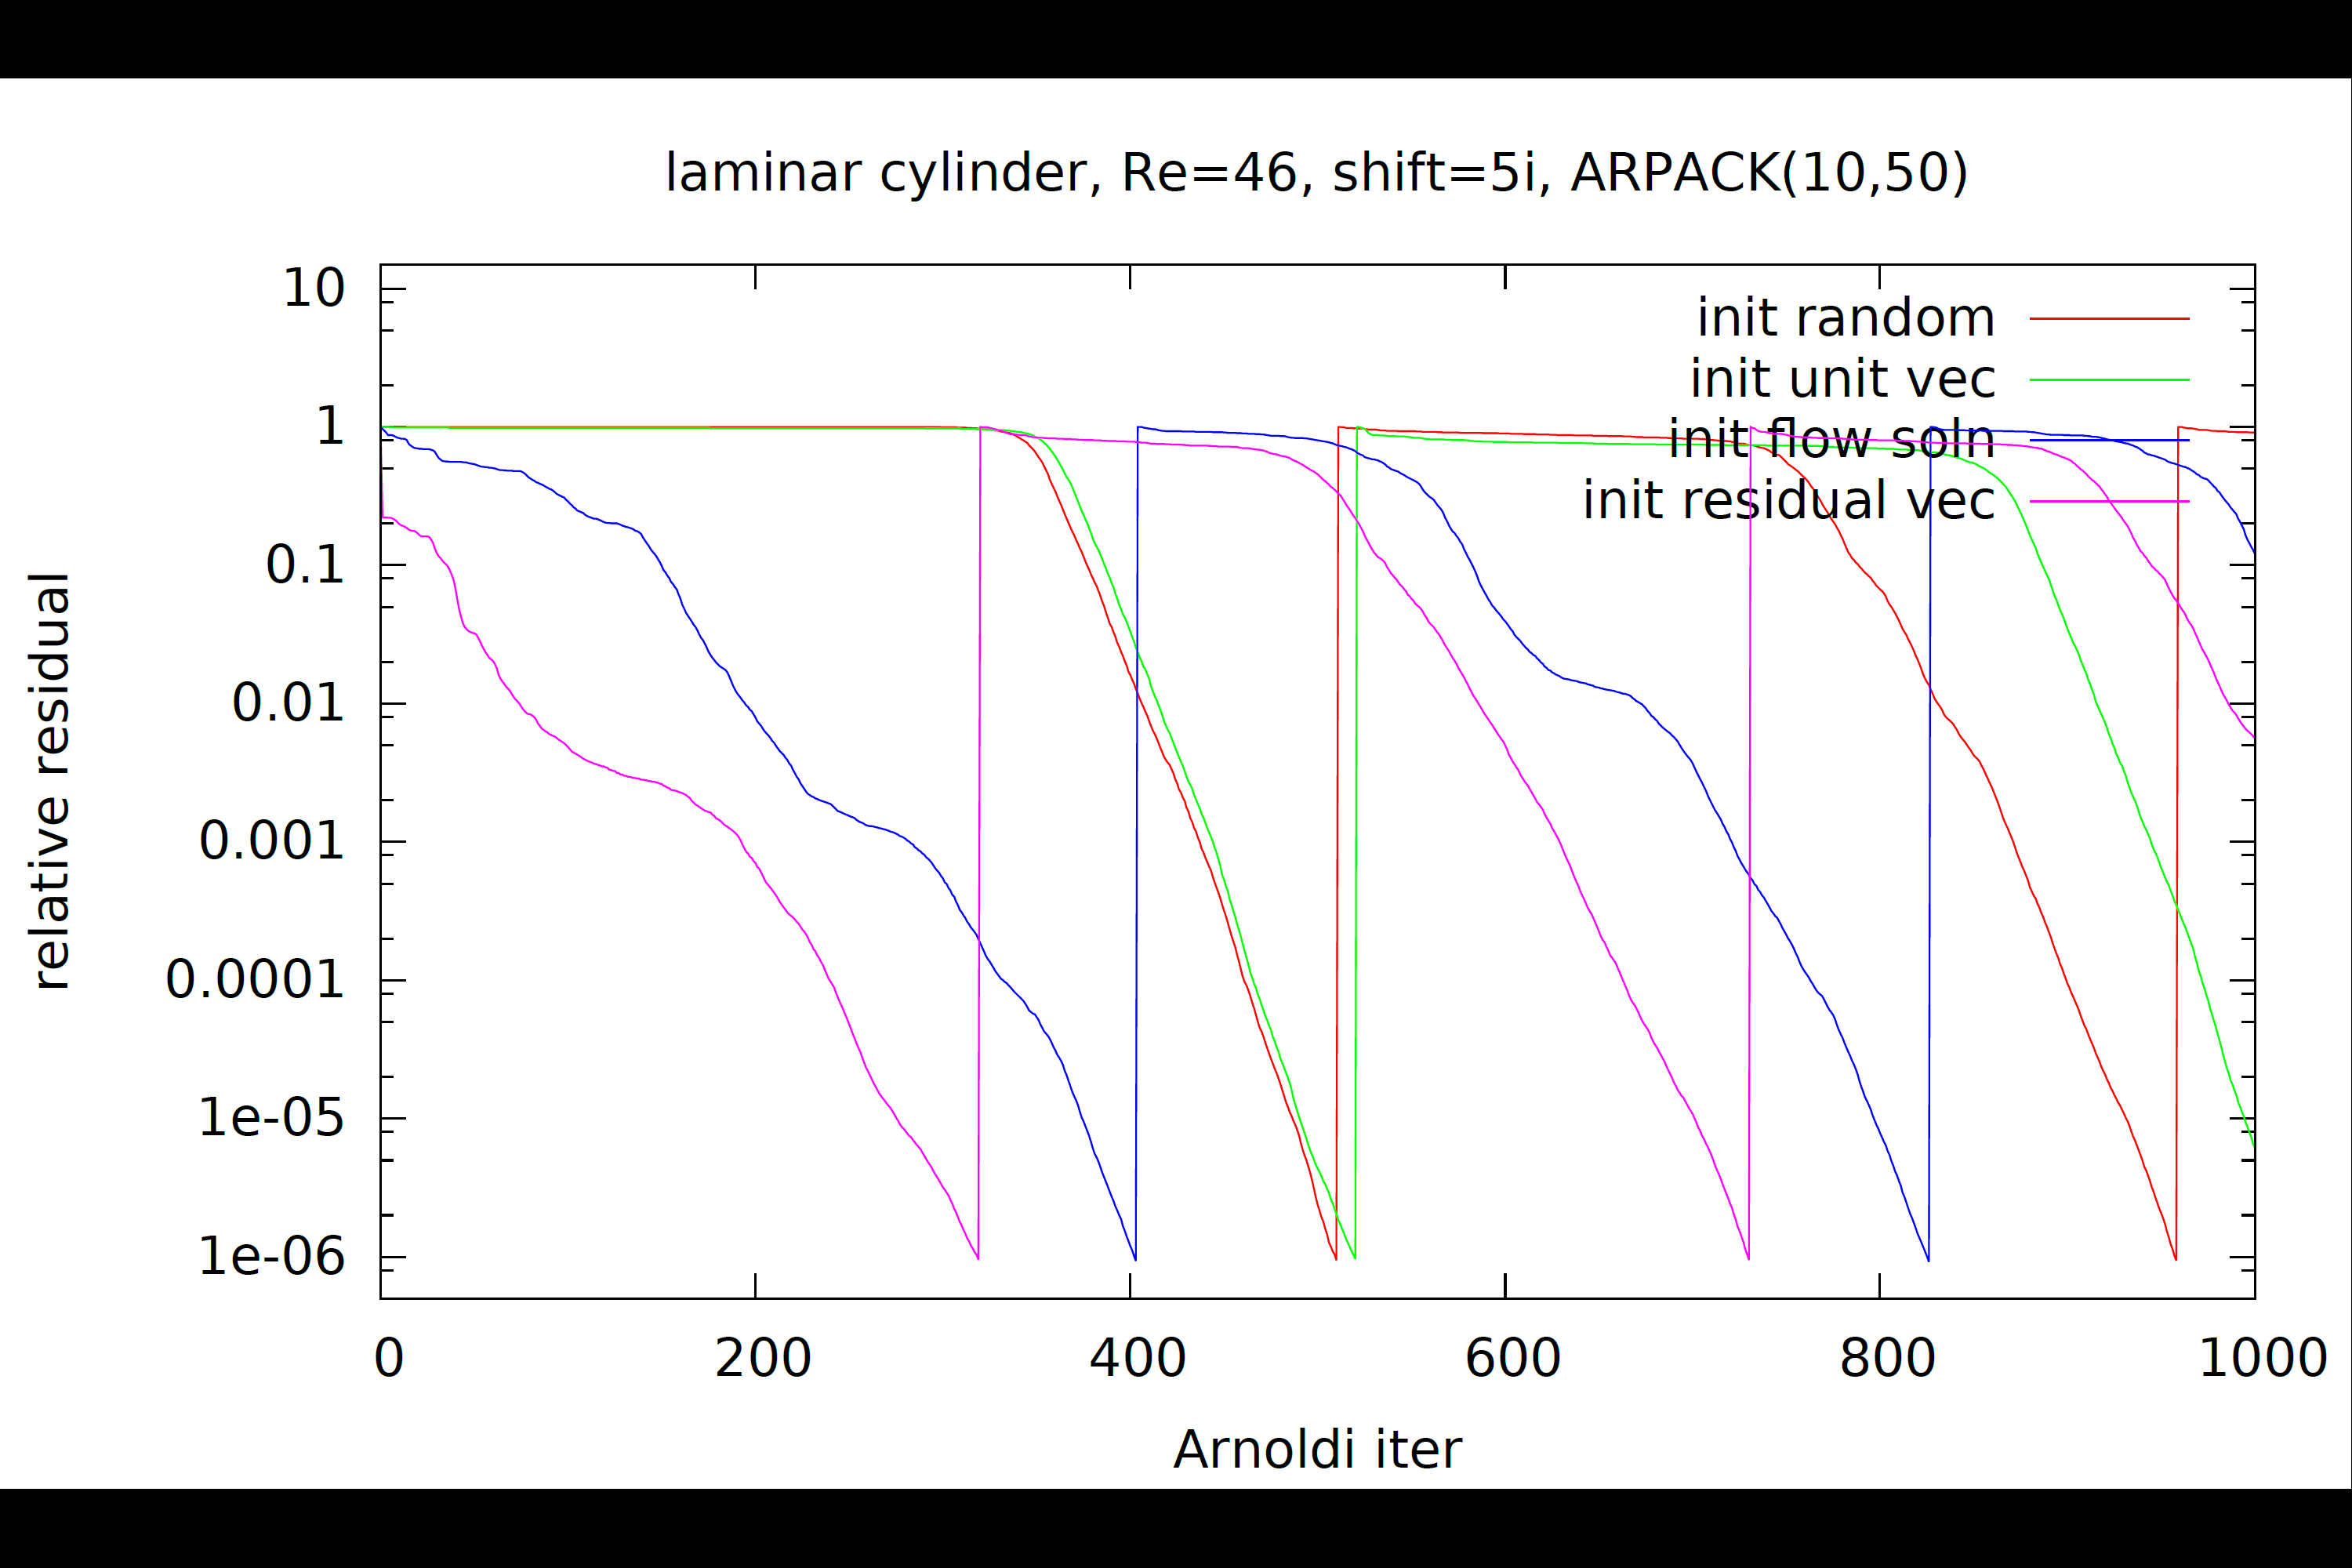 laminar cylinder, Re=46, shift=5i, ARPACK(10,50)
10
1
0.1
0.01
0.001
0.0001
1e-05
1e-06
relative residual
init random
init unit vec
init flow soln
init residual vec
0 200 400 600 800 1000
Arnoldi iter